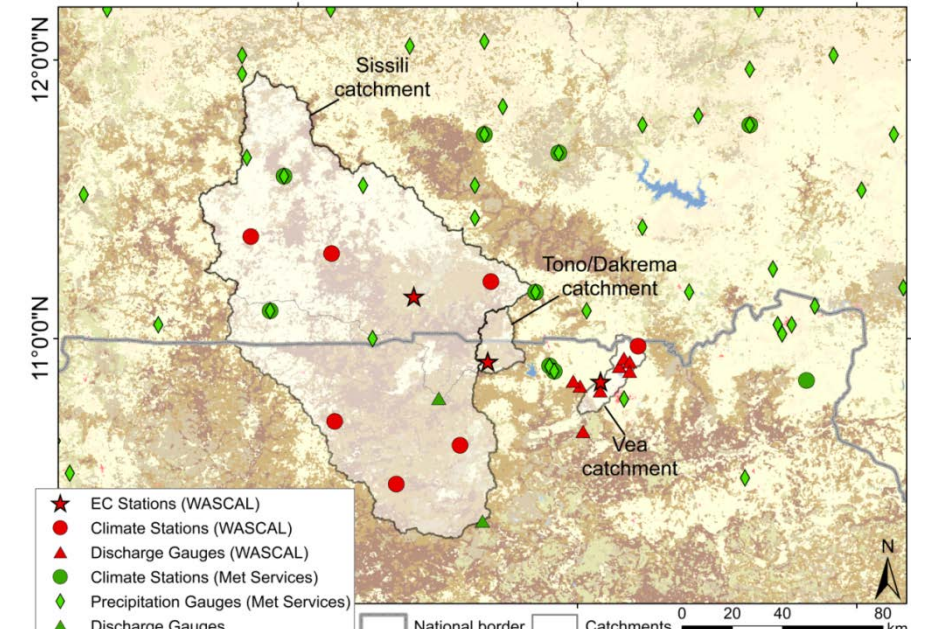 12°0'0"N
Sissili
catchment
Tono/Dakrema
catchment
11°0'0"N
Vea
catchment
EC Stations (WASCAL)
Climate Stations (WASCAL)
Discharge Gauges (WASCAL)
Climate Stations (Met Services)
Precipitation Gauges (Met Services)
Discharge Gauges
National border
Catchments
N
0 20 40 80
km